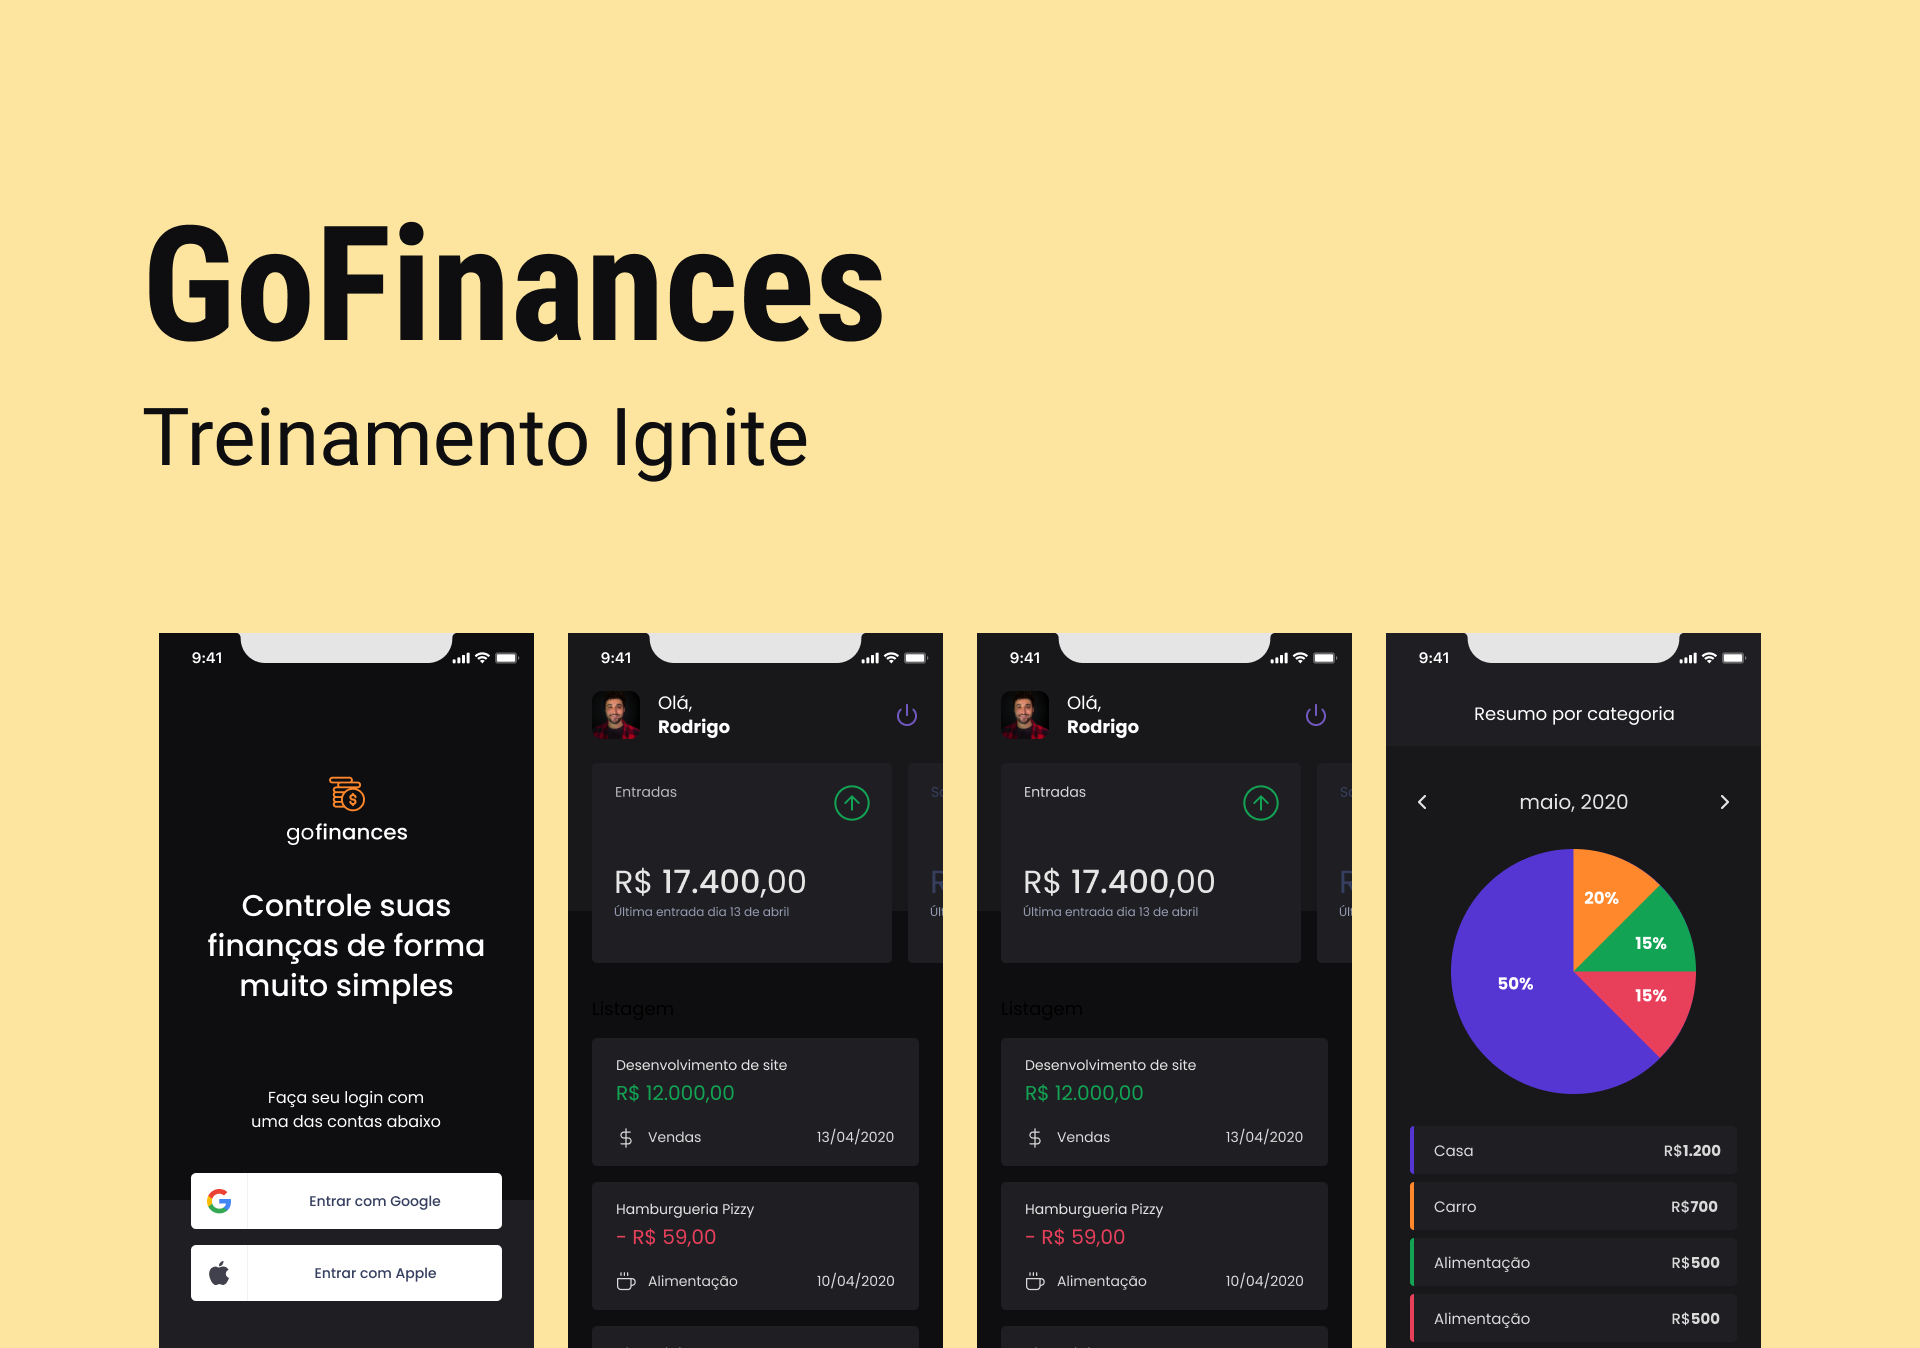 GoFinances
Treinamento Ignite
9:41
gofinances
Controle suas
finanças de forma
muito simples
Faça seu login com
uma das contas abaixo
Entrar com Google
Entrar com Apple
9:41
Olá,
Rodrigo
Entradas
R$ 17.400,00
Última entrada dia 13 de abril
Listagem
Desenvolvimento de site
R$ 12.000,00
Vendas 13/04/2020
Hamburgueria Pizzy
- R$ 59,00
Alimentação 10/04/2020
9:41
Olá,
Rodrigo
Entradas
R$ 17.400,00
Última entrada dia 13 de abril
Listagem
Desenvolvimento de site
R$ 12.000,00
Vendas 13/04/2020
Hamburgueria Pizzy
- R$ 59,00
Alimentação 10/04/2020
9:41
Resumo por categoria
maio, 2020
20%
15%
50%
15%
Casa R$1.200
Carro R$700
Alimentação R$500
Alimentação R$500